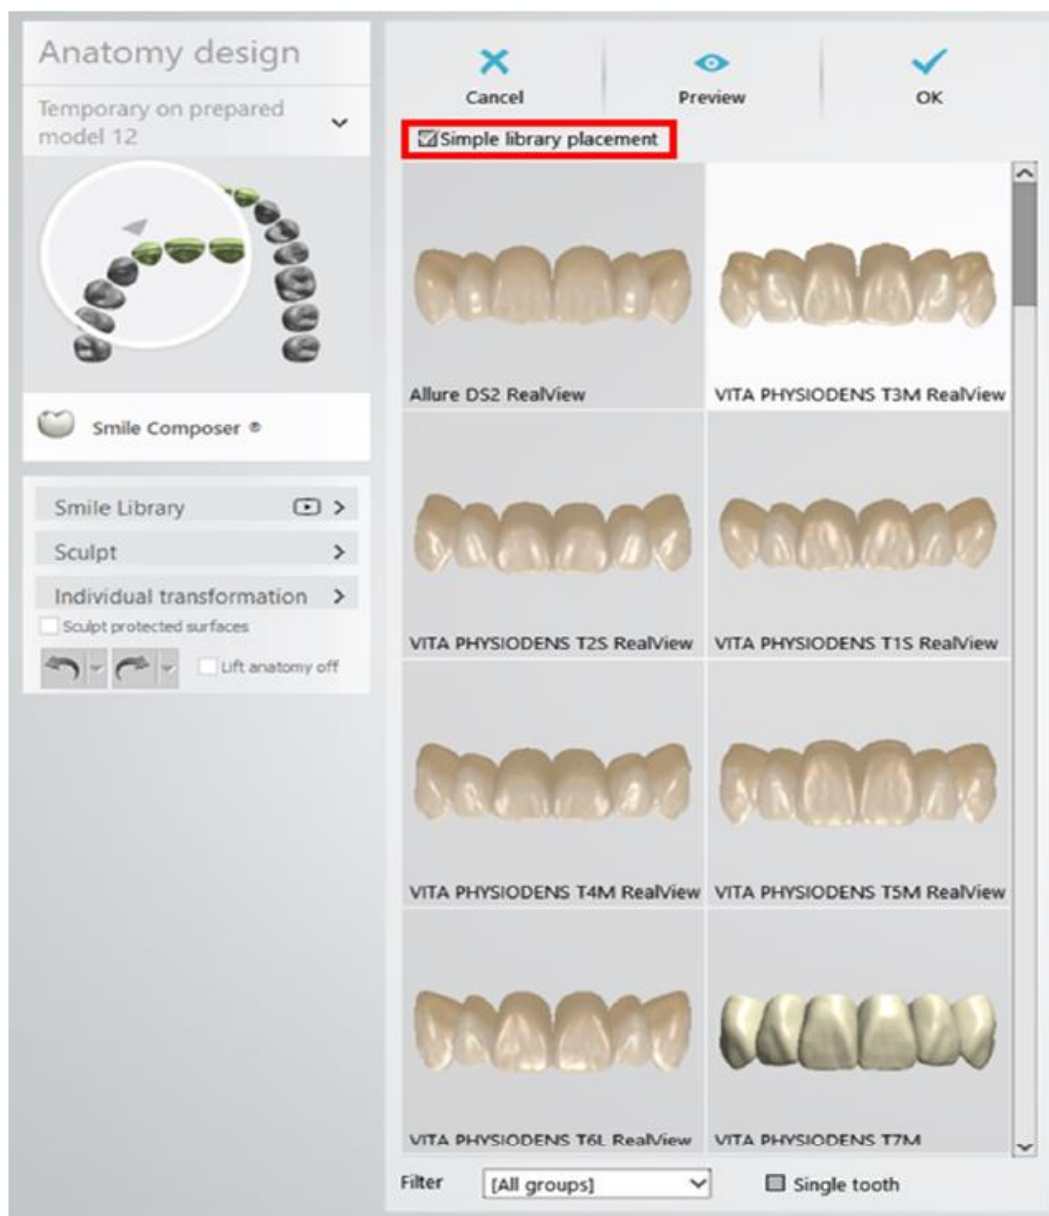 Anatomy design
Temporary on prepared
model 12
Smile Composer ®
Smile Library
Sculpt
Individual transformation
Sculpt protected surfaces
Lift anatomy off
Cancel
Preview
OK
Simple library placement
Allure DS2 RealView
VITA PHYSIODENS T3M RealView
VITA PHYSIODENS T2S RealView
VITA PHYSIODENS T1S RealView
VITA PHYSIODENS T4M RealView
VITA PHYSIODENS T5M RealView
VITA PHYSIODENS T6L RealView
VITA PHYSIODENS T7M
Filter
[All groups]
Single tooth